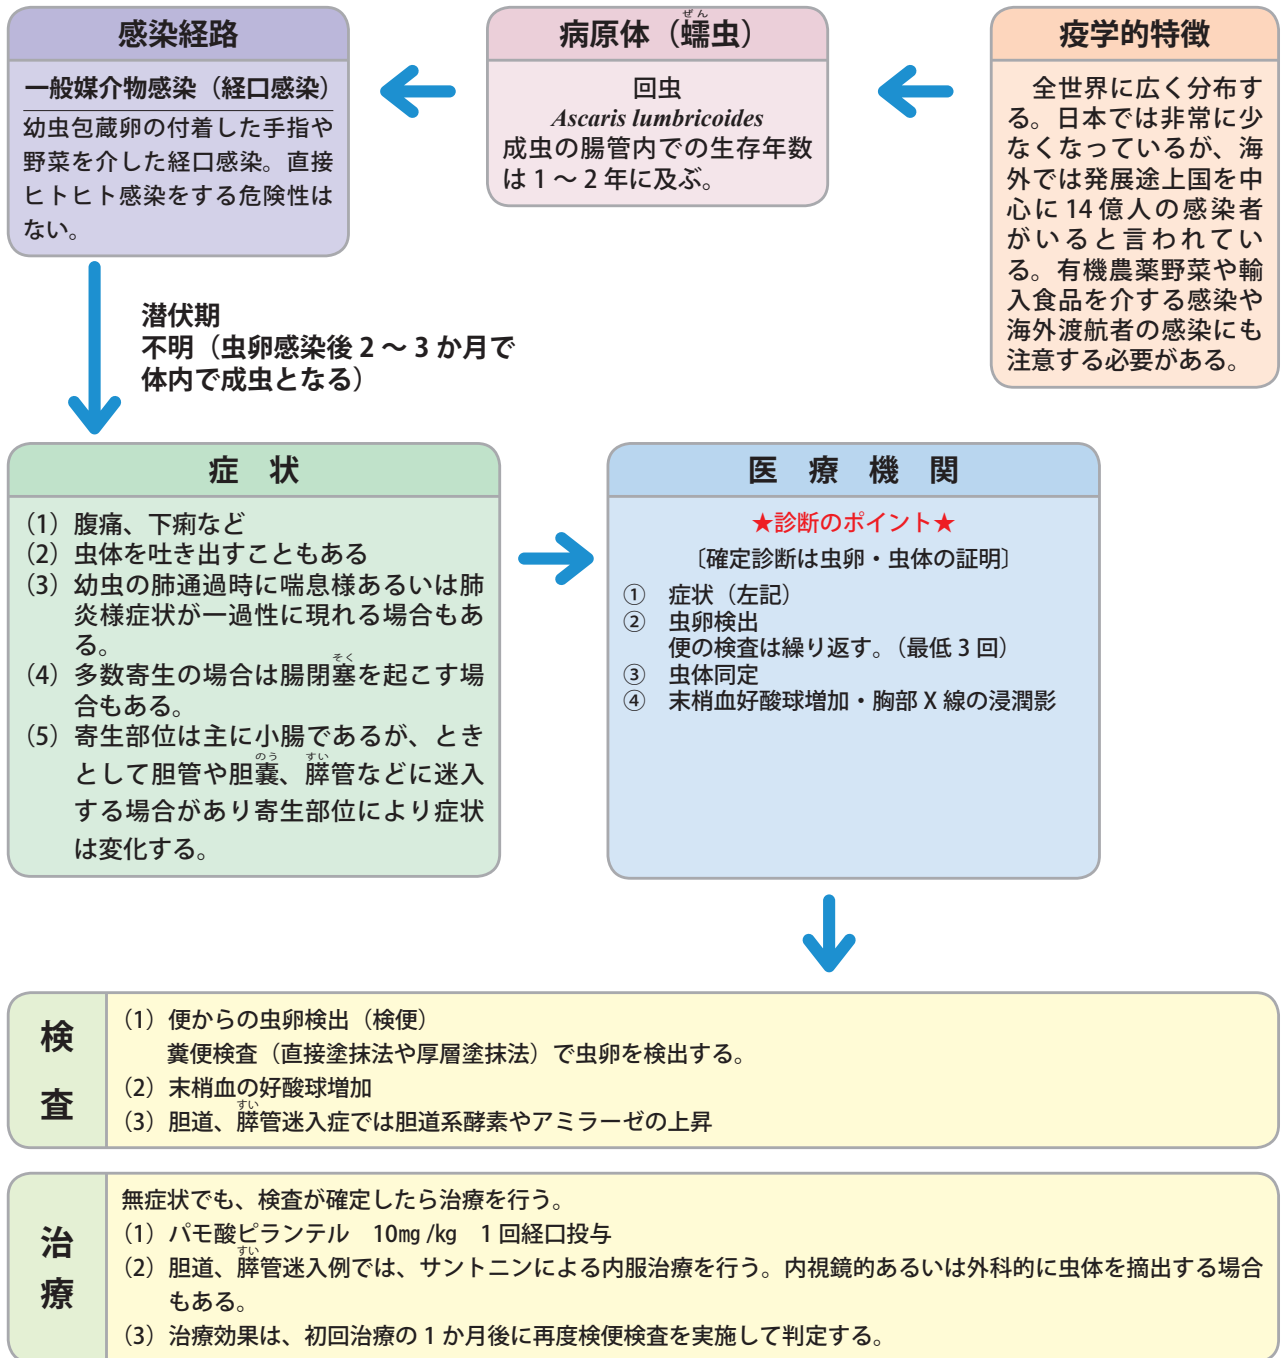 感染経路
一般媒介物感染（経口感染）
幼虫包蔵卵の付着した手指や
野菜を介した経口感染。直接
ヒトヒト感染をする危険性は
ない。
病原体（蠕虫）
ぜん
回虫
Ascaris lumbricoides
成虫の腸管内での生存年数
は 1 ～ 2 年に及ぶ。
疫学的特徴
全世界に広く分布す
る。日本では非常に少
なくなっているが、海
外では発展途上国を中
心に 14 億人の感染者
がいると言われてい
る。有機農薬野菜や輸
入食品を介する感染や
海外渡航者の感染にも
注意する必要がある。
潜伏期
不明（虫卵感染後 2 ～ 3 か月で
体内で成虫となる）
症　状
（1）腹痛、下痢など
（2）虫体を吐き出すこともある
（3）幼虫の肺通過時に喘息様あるいは肺
炎様症状が一過性に現れる場合もあ
る。
そく
（4）多数寄生の場合は腸閉塞を起こす場
合もある。
（5）寄生部位は主に小腸であるが、とき
のう　すい
として胆管や胆嚢、膵管などに迷入
する場合があり寄生部位により症状
は変化する。
医　療　機　関
★診断のポイント★
〔確定診断は虫卵・虫体の証明〕
①　症状（左記）
②　虫卵検出
便の検査は繰り返す。（最低 3 回）
③　虫体同定
④　末梢血好酸球増加・胸部 X 線の浸潤影
検査
（1）便からの虫卵検出（検便）
糞便検査（直接塗抹法や厚層塗抹法）で虫卵を検出する。
（2）末梢血の好酸球増加
すい
（3）胆道、膵管迷入症では胆道系酵素やアミラーゼの上昇
治療
無症状でも、検査が確定したら治療を行う。
（1）パモ酸ピランテル　10㎎ /㎏　1 回経口投与
すい
（2）胆道、膵管迷入例では、サントニンによる内服治療を行う。内視鏡的あるいは外科的に虫体を摘出する場合
もある。
（3）治療効果は、初回治療の 1 か月後に再度検便検査を実施して判定する。